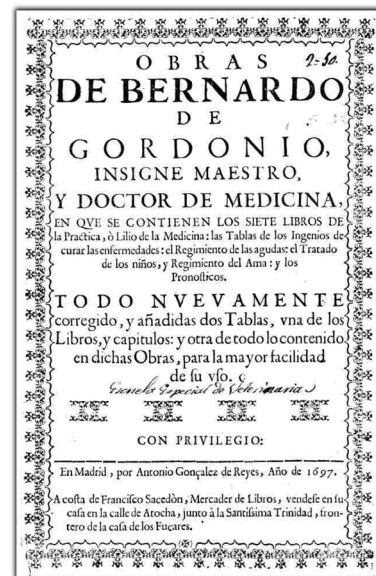 OBRAS
2-50.
DE BERNARDO
DE
GORDONIO,
INSIGNE MAESTRO,
Y DOCTOR DE MEDICINA,
EN QVE SE CONTIENEN LOS SIETE LIBROS DE
la Practica, ò Lilio de la Medicina: las Tablas de los Ingenios de
curar las enfermedades: el Regimiento de las agudas: el Tratado
de los niños, y Regimiento del Ama: y los
Pronosticos.
TODO NVEVAMENTE
corregido, y añadidas dos Tablas, vna de los
Libros, y capitulos: y otra de todo lo contenido
en dichas Obras, para la mayor facilidad
de su vso.
Escuela Especial de Veterinaria
CON PRIVILEGIO:
En Madrid, por Antonio Gonçalez de Reyes, Año de 1697.
A costa de Francisco Sacedòn, Mercader de Libros, vendese en su
casa en la calle de Atocha, junto à la Santissima Trinidad, fron-
tero de la casa de los Fucares.